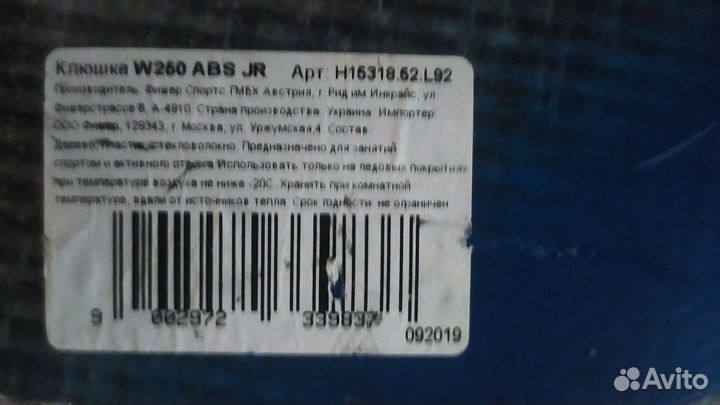 Клюшка W250 ABS JR Арт: H15318.52.L92
Производитель: Фишер Спортс ГМБХ Австрия, г. Рид им Инкрайс, ул.
Фишерстрассе 8, А-4910. Страна производства: Украина. Импортер:
ООО Фишер, 129343, г. Москва, ул. Уржумская,4. Состав:
Дерево, пластик, стекловолокно. Предназначено для занятий
спортом и активного отдыха. Использовать только на ледовых покрытиях
при температуре воздуха не ниже -20С. Хранить при комнатной
температуре, вдали от источников тепла. Срок годности: не ограничен
9 002972 339837
092019
Avito